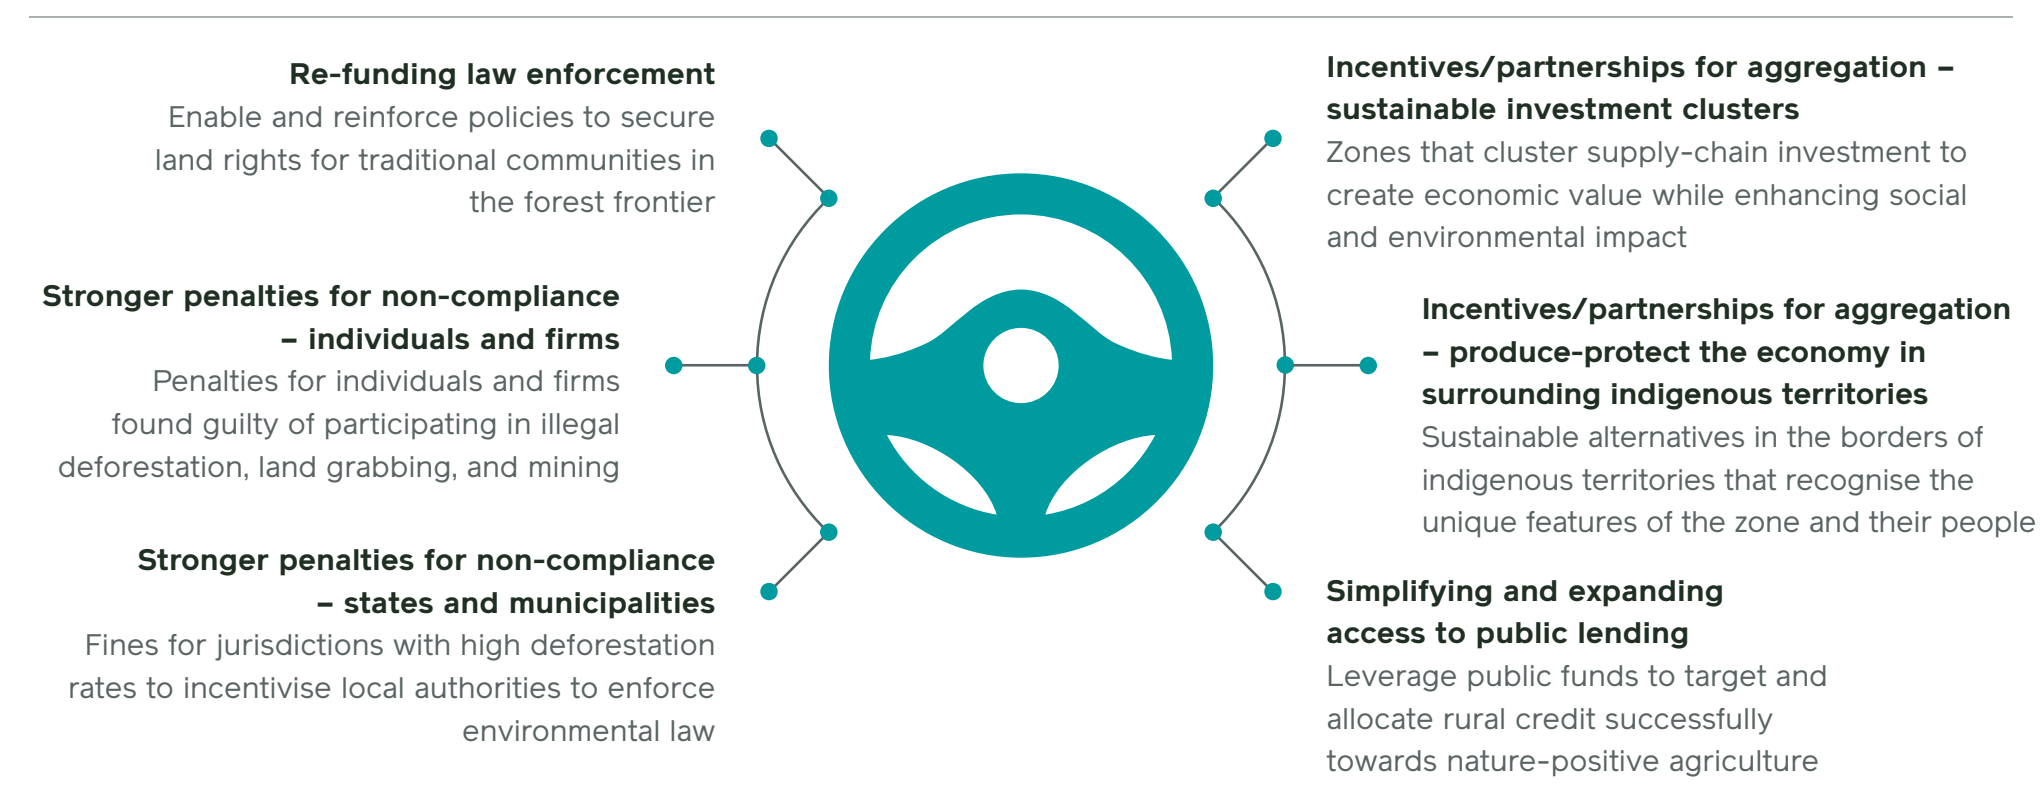 Re-funding law enforcement
Enable and reinforce policies to secure
land rights for traditional communities in
the forest frontier
Stronger penalties for non-compliance
– individuals and firms
Penalties for individuals and firms
found guilty of participating in illegal
deforestation, land grabbing, and mining
Stronger penalties for non-compliance
– states and municipalities
Fines for jurisdictions with high deforestation
rates to incentivise local authorities to enforce
environmental law
Incentives/partnerships for aggregation –
sustainable investment clusters
Zones that cluster supply-chain investment to
create economic value while enhancing social
and environmental impact
Incentives/partnerships for aggregation
– produce-protect the economy in
surrounding indigenous territories
Sustainable alternatives in the borders of
indigenous territories that recognise the
unique features of the zone and their people
Simplifying and expanding
access to public lending
Leverage public funds to target and
allocate rural credit successfully
towards nature-positive agriculture